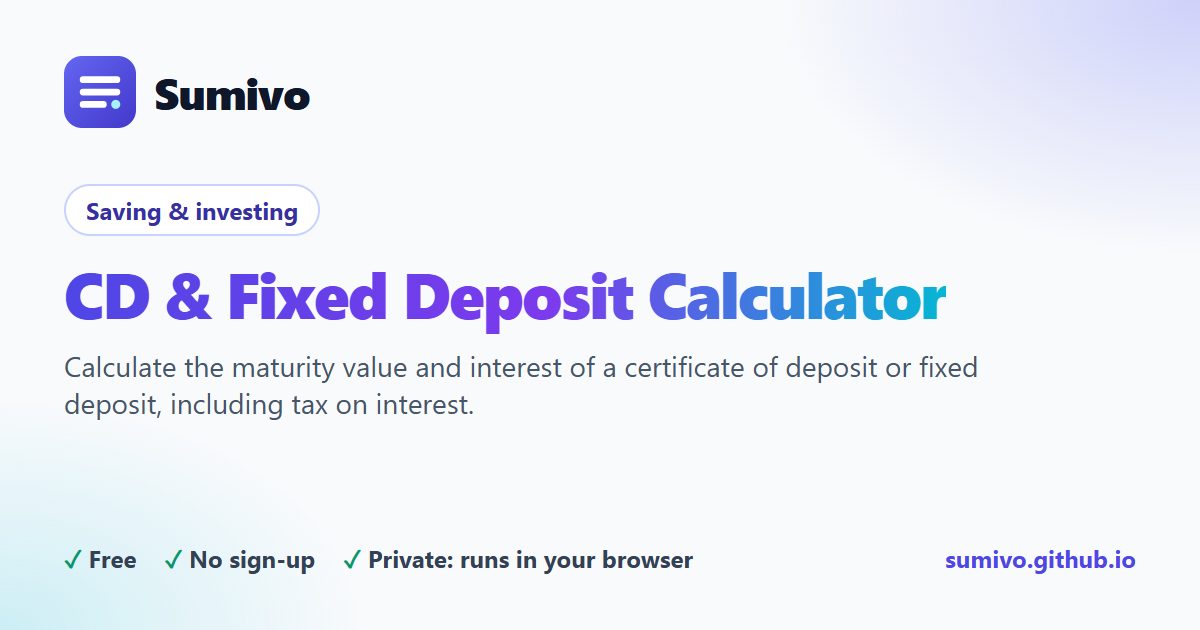 Sumivo
Saving & investing
CD & Fixed Deposit Calculator
Calculate the maturity value and interest of a certificate of deposit or fixed
deposit, including tax on interest.
✓ Free ✓ No sign-up ✓ Private: runs in your browser sumivo.github.io